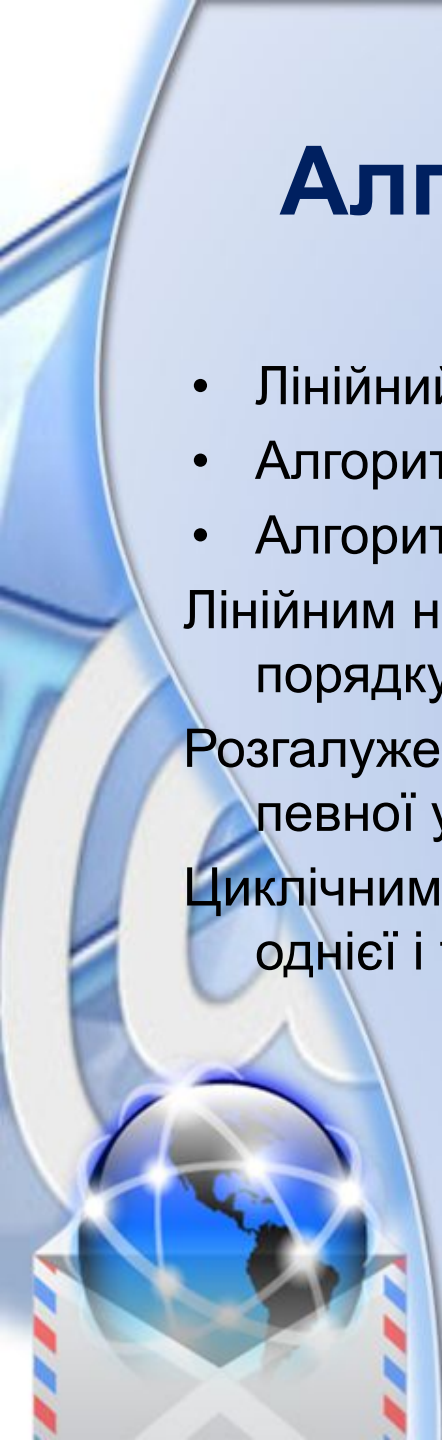 Алг
• Лінійний
• Алгорит
• Алгорит
Лінійним н
порядку
Розгалуже
певної у
Циклічним
однієї і т